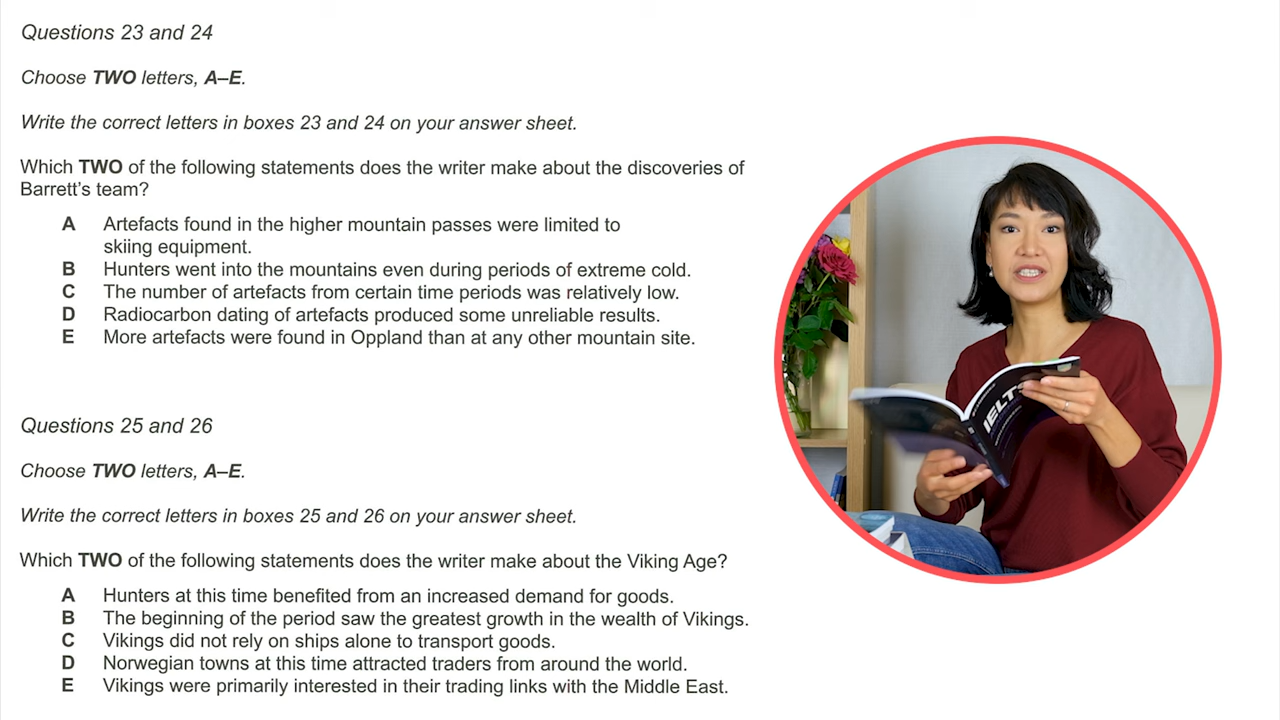 Questions 23 and 24
Choose TWO letters, A–E.
Write the correct letters in boxes 23 and 24 on your answer sheet.
Which TWO of the following statements does the writer make about the discoveries of
Barrett's team?
A Artefacts found in the higher mountain passes were limited to
skiing equipment.
B Hunters went into the mountains even during periods of extreme cold.
C The number of artefacts from certain time periods was relatively low.
D Radiocarbon dating of artefacts produced some unreliable results.
E More artefacts were found in Oppland than at any other mountain site.
Questions 25 and 26
Choose TWO letters, A–E.
Write the correct letters in boxes 25 and 26 on your answer sheet.
Which TWO of the following statements does the writer make about the Viking Age?
A Hunters at this time benefited from an increased demand for goods.
B The beginning of the period saw the greatest growth in the wealth of Vikings.
C Vikings did not rely on ships alone to transport goods.
D Norwegian towns at this time attracted traders from around the world.
E Vikings were primarily interested in their trading links with the Middle East.
IELTS